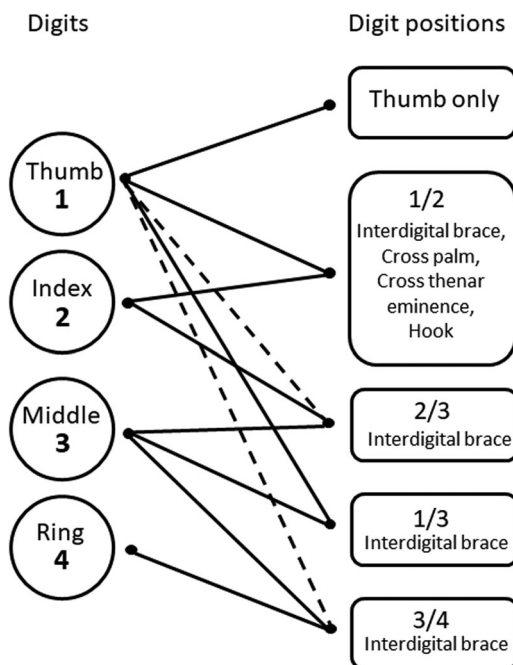 Digits
Digit positions
Thumb
1
Index
2
Middle
3
Ring
4
Thumb only
1/2
Interdigital brace,
Cross palm,
Cross thenar
eminence,
Hook
2/3
Interdigital brace
1/3
Interdigital brace
3/4
Interdigital brace